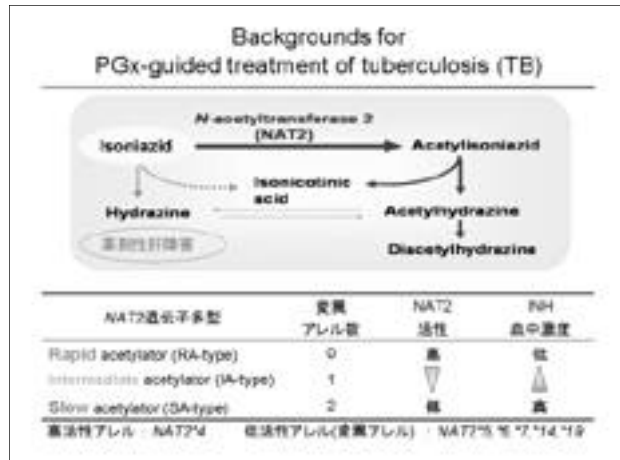 Backgrounds for
PGx-guided treatment of tuberculosis (TB)
N-acetyltransferase 2
(NAT2)
Isoniazid
Acetylisoniazid
Isonicotinic
acid
Hydrazine
Acetylhydrazine
薬剤性肝障害
Diacetylhydrazine
NAT2遺伝子多型 変異 アレル数 NAT2 活性 INH 血中濃度
Rapid acetylator (RA-type) 0 高 低
Intermediate acetylator (IA-type) 1
Slow acetylator (SA-type) 2 低 高
高活性アレル : NAT2*4 低活性アレル(変異アレル) : NAT2*5, *6, *7, *14, *19